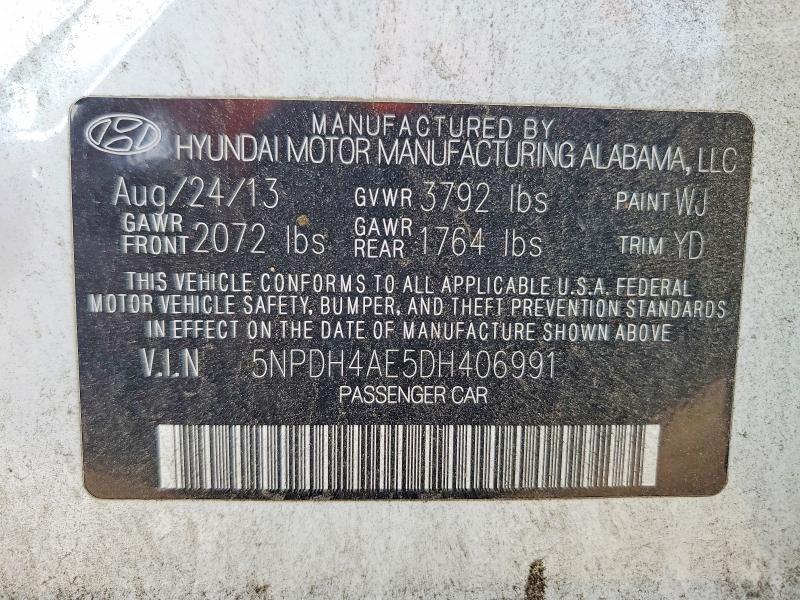 MANUFACTURED BY
HYUNDAI MOTOR MANUFACTURING ALABAMA, LLC
Aug/24/13 GVWR 3792 lbs PAINT WJ
GAWR FRONT 2072 lbs GAWR REAR 1764 lbs TRIM YD
THIS VEHICLE CONFORMS TO ALL APPLICABLE U.S.A. FEDERAL
MOTOR VEHICLE SAFETY, BUMPER, AND THEFT PREVENTION STANDARDS
IN EFFECT ON THE DATE OF MANUFACTURE SHOWN ABOVE.
V.I.N 5NPDH4AE5DH406991
PASSENGER CAR